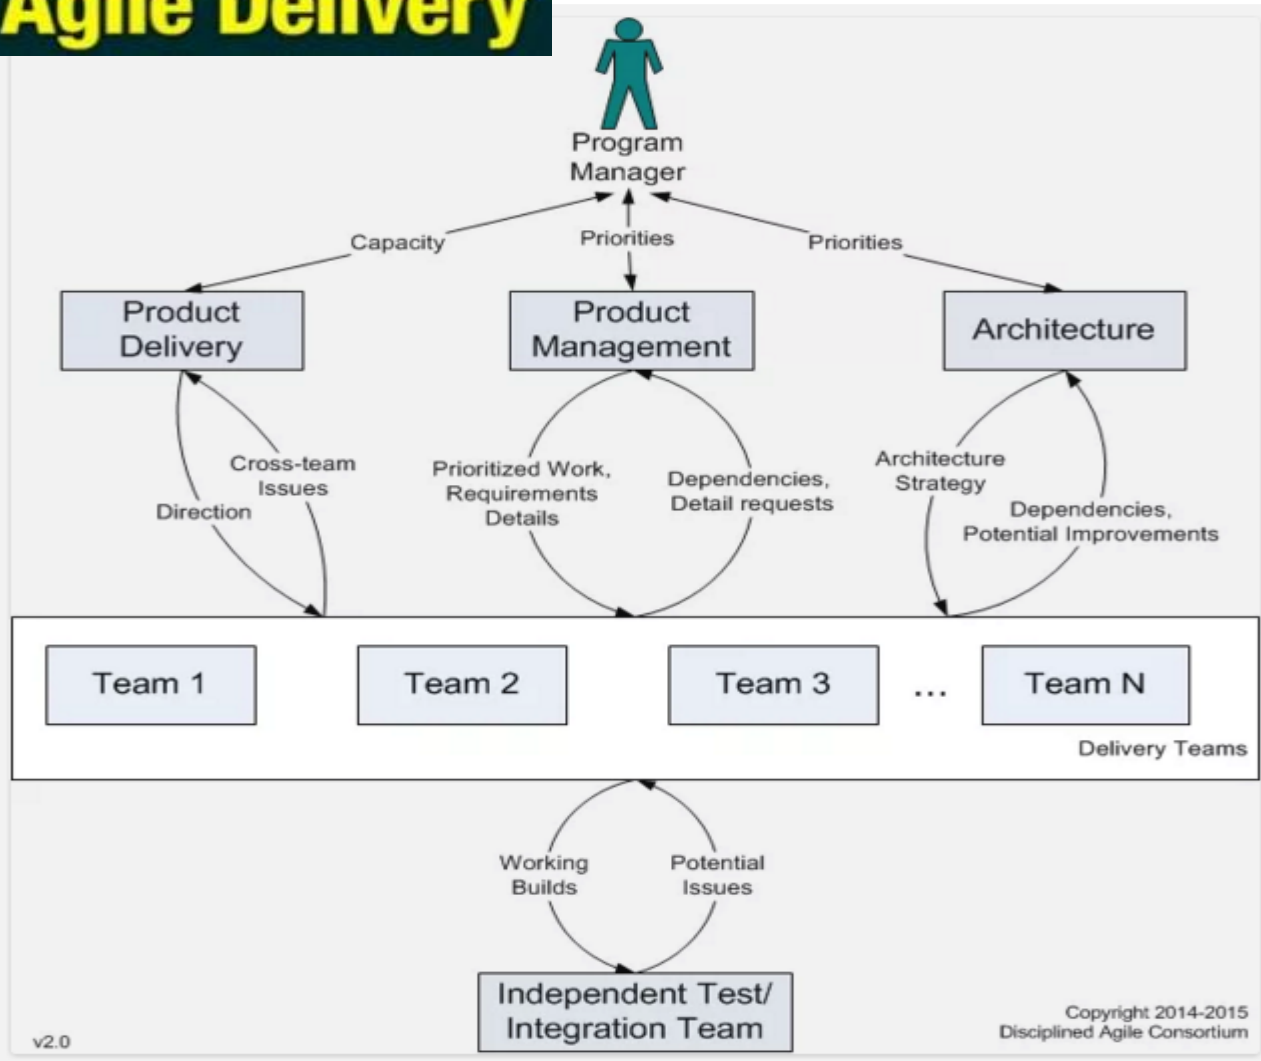 Agile Delivery
Program
Manager
Capacity
Priorities
Priorities
Product
Delivery
Product
Management
Architecture
Cross-team
Issues
Direction
Prioritized Work,
Requirements
Details
Dependencies,
Detail requests
Architecture
Strategy
Dependencies,
Potential Improvements
Team 1
Team 2
Team 3
...
Team N
Delivery Teams
Working
Builds
Potential
Issues
Independent Test/
Integration Team
v2.0
Copyright 2014-2015
Disciplined Agile Consortium